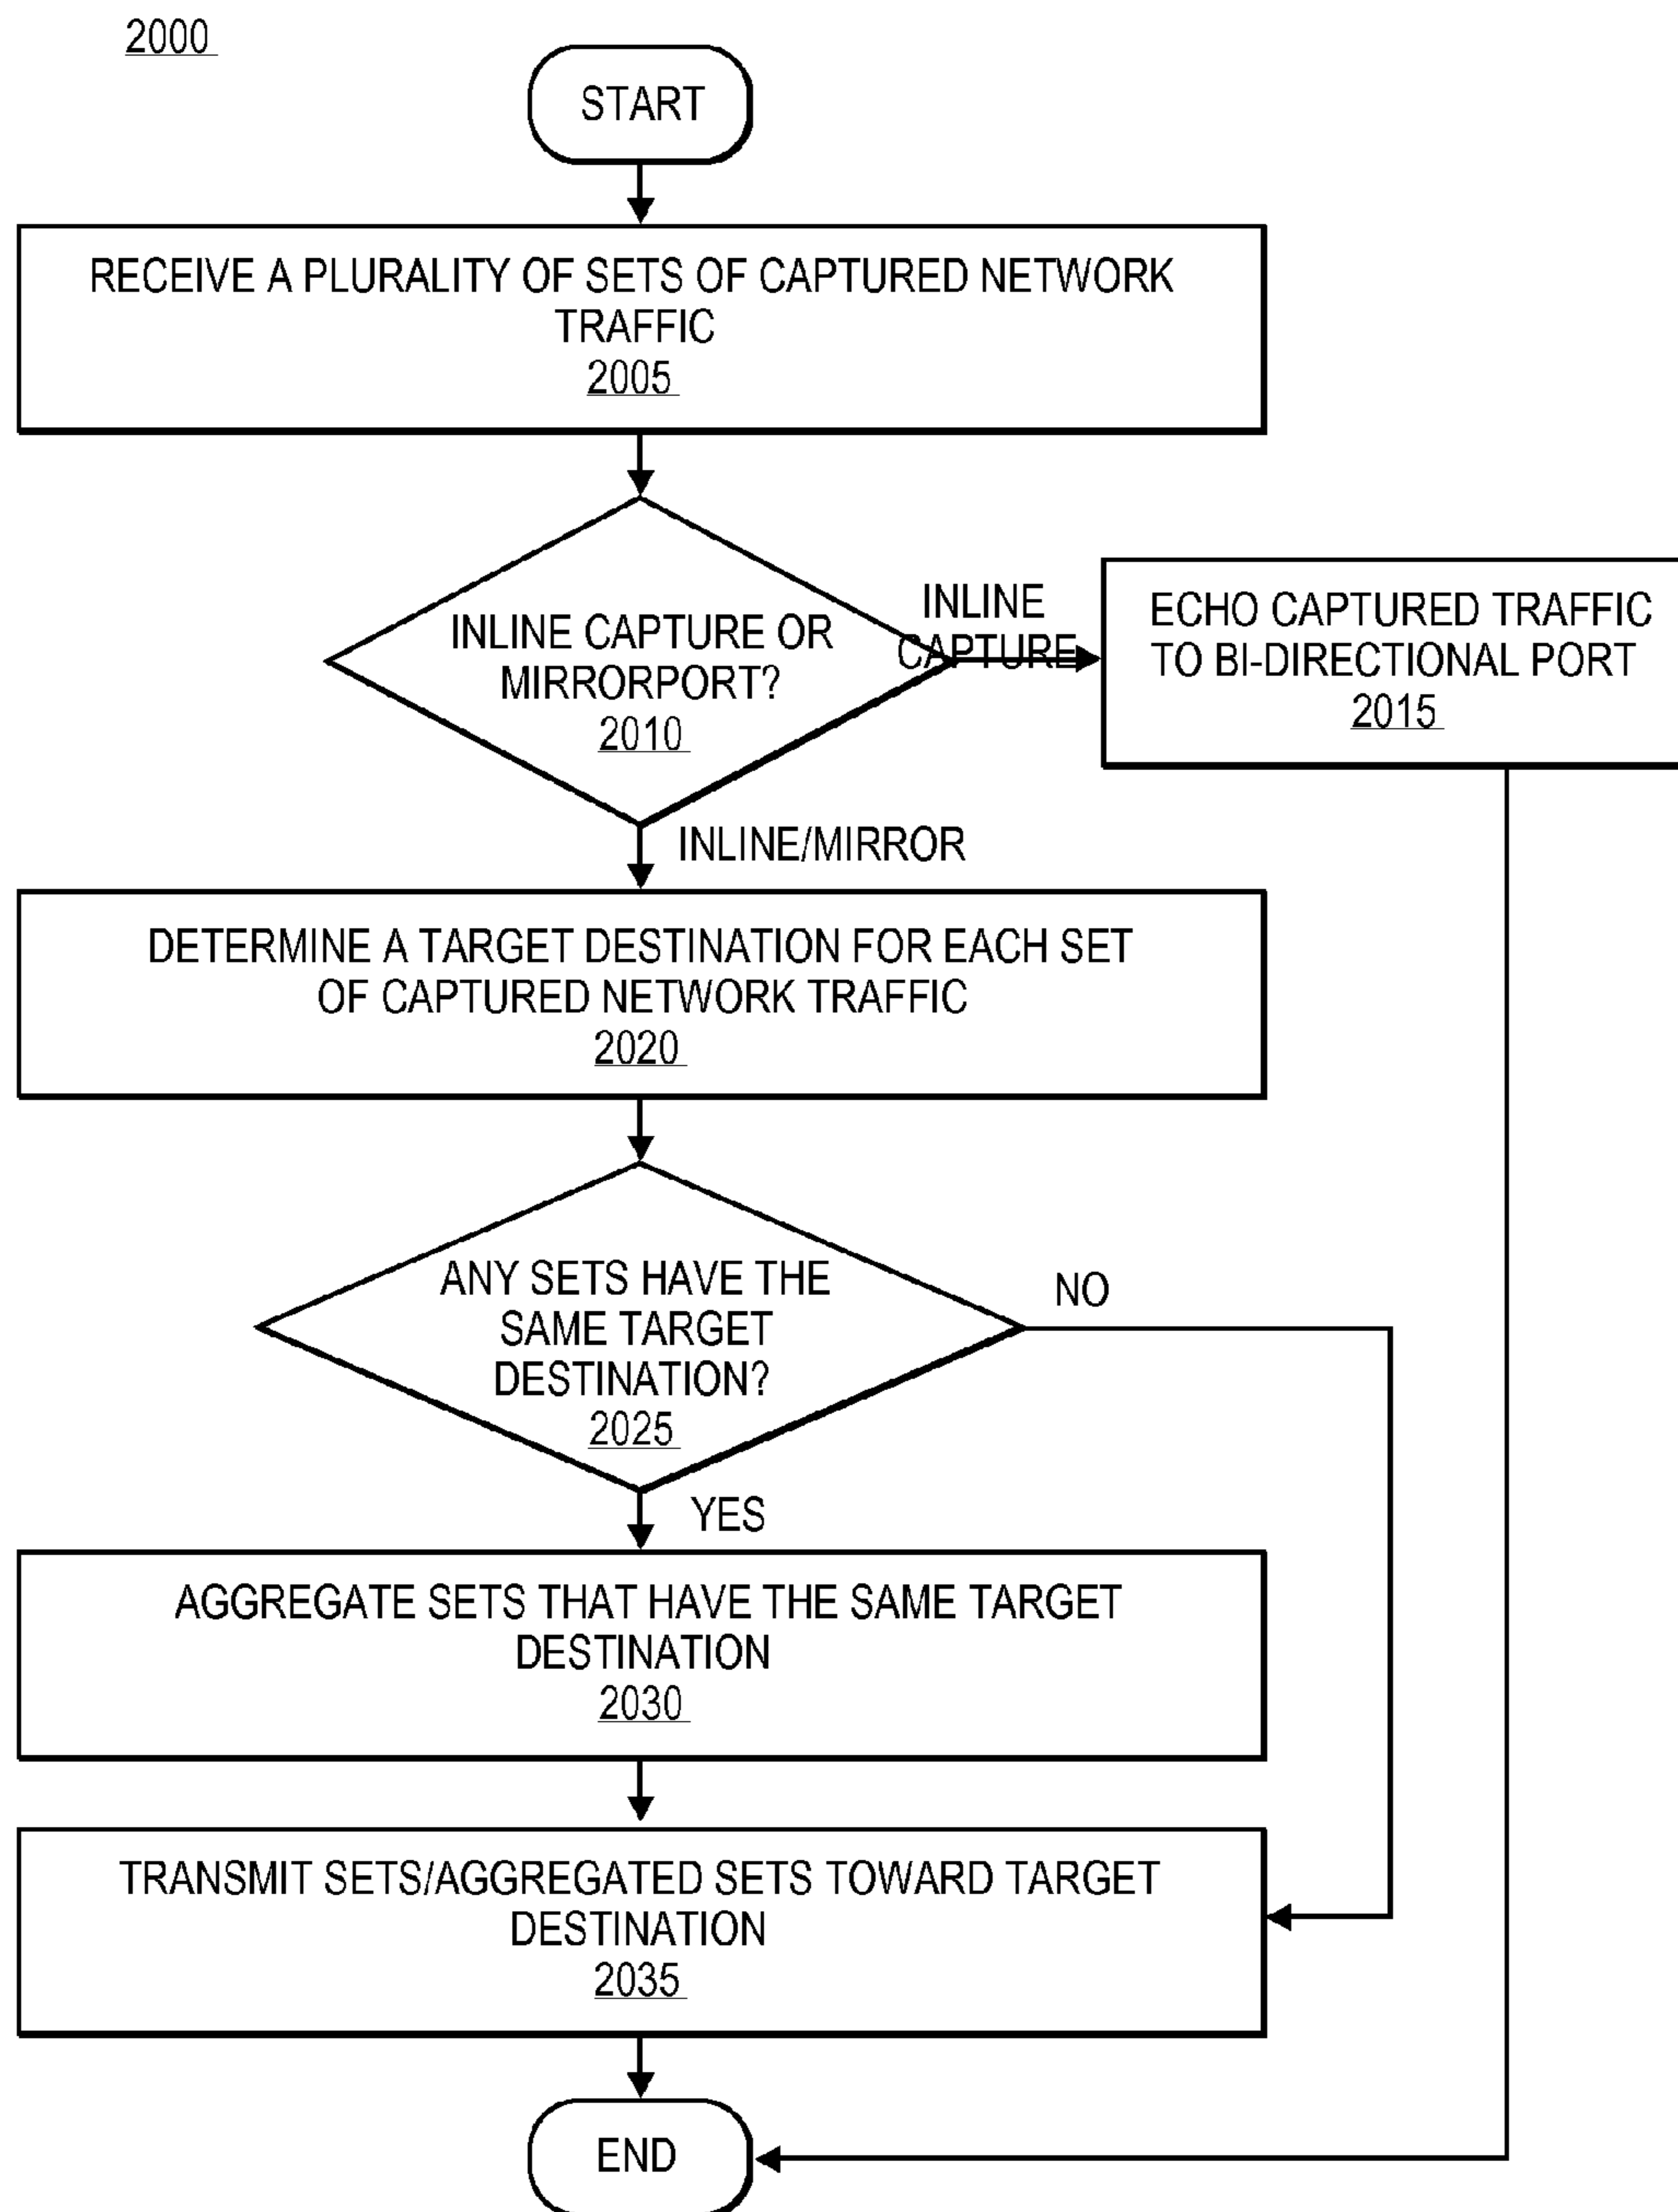 2000
START
RECEIVE A PLURALITY OF SETS OF CAPTURED NETWORK
TRAFFIC
2005
INLINE CAPTURE OR
MIRRORPORT?
2010
INLINE
CAPTURE
ECHO CAPTURED TRAFFIC
TO BI-DIRECTIONAL PORT
2015
INLINE/MIRROR
DETERMINE A TARGET DESTINATION FOR EACH SET
OF CAPTURED NETWORK TRAFFIC
2020
ANY SETS HAVE THE
SAME TARGET
DESTINATION?
2025
NO
YES
AGGREGATE SETS THAT HAVE THE SAME TARGET
DESTINATION
2030
TRANSMIT SETS/AGGREGATED SETS TOWARD TARGET
DESTINATION
2035
END